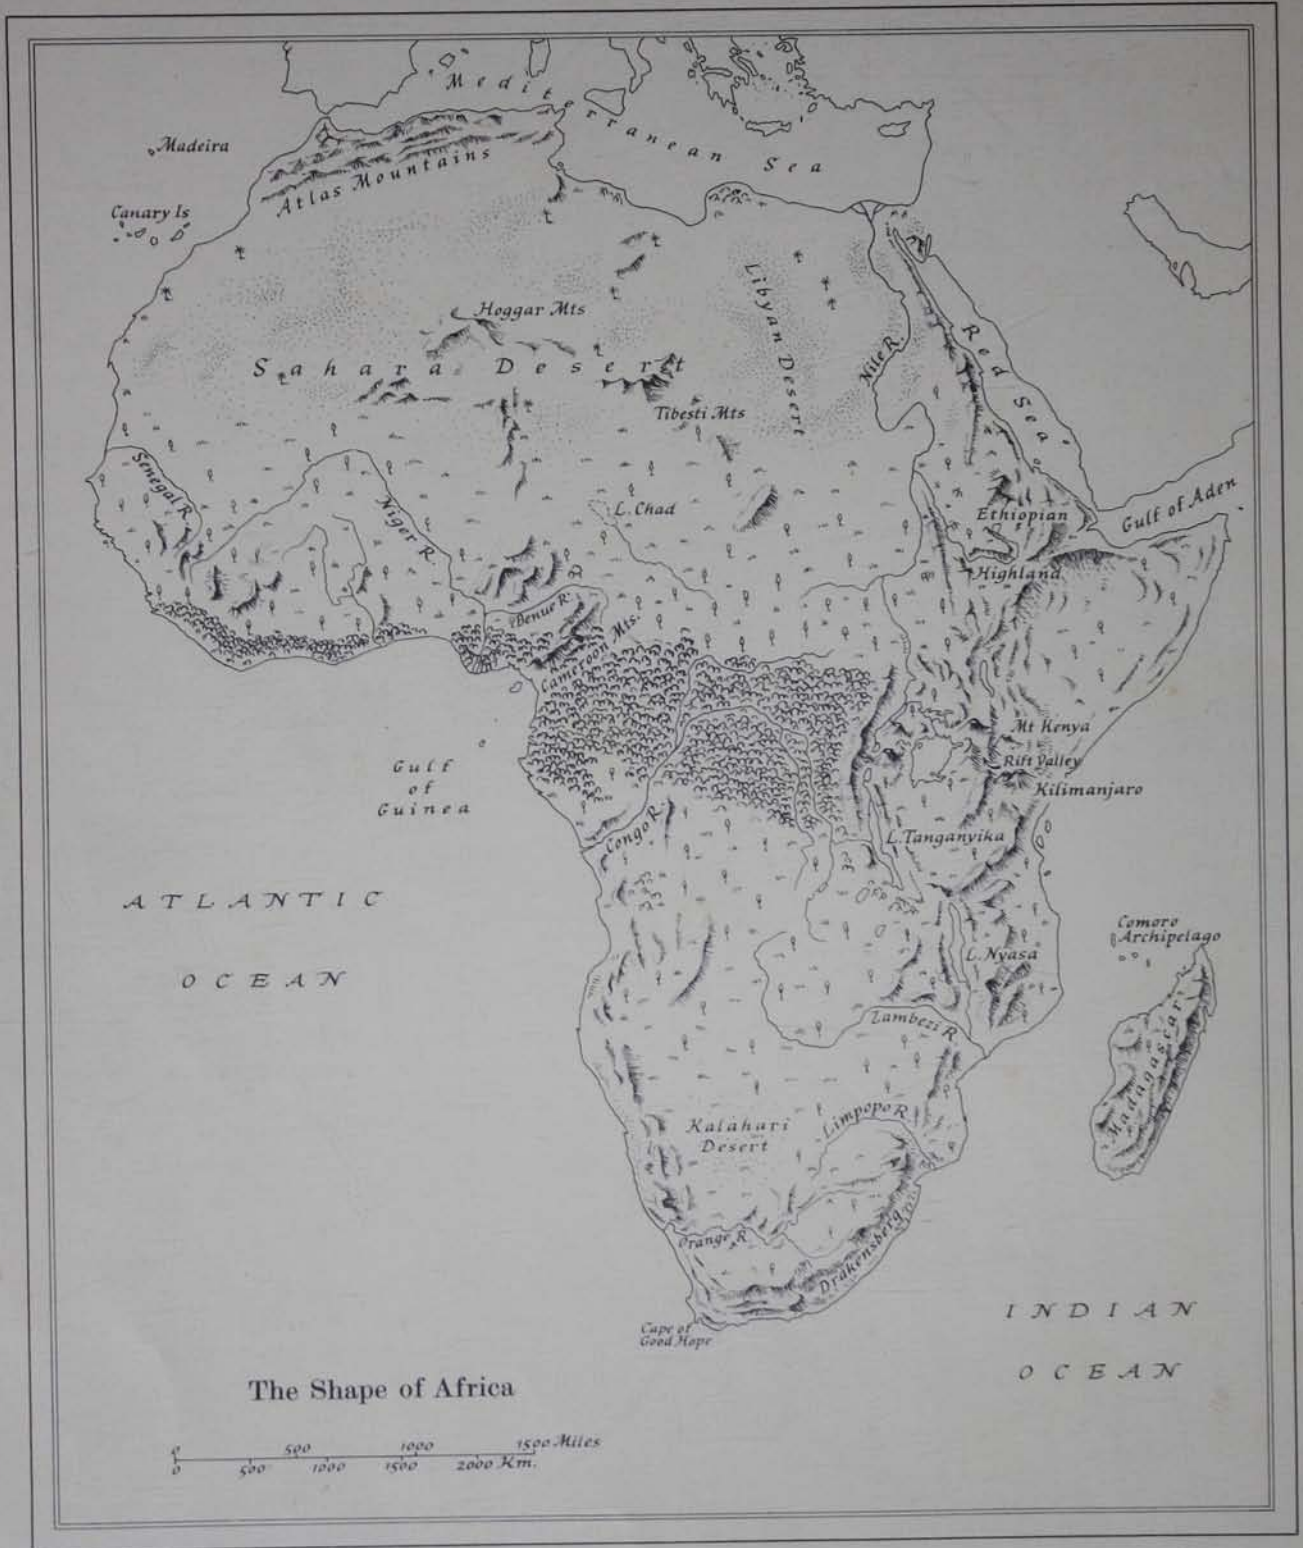 Mediterranean Sea
Madeira
Atlas Mountains
Canary Is
Hoggar Mts
Libyan Desert
Sahara Desert
Nile R.
Red Sea
Tibesti Mts
Senegal R.
Niger R.
L. Chad
Ethiopian
Highland
Gulf of Aden
Benue R.
Cameroon Mts.
Mt Kenya
Rift Valley
Kilimanjaro
Gulf
of
Guinea
Congo R.
L. Tanganyika
ATLANTIC
OCEAN
Comoro
Archipelago
L. Nyasa
Zambezi R
Madagascar
Kalahari
Desert
Limpopo R.
Orange R.
Drakensberg
Cape of
Good Hope
INDIAN
OCEAN
The Shape of Africa
0 500 1000 1500 Miles
0 500 1000 1500 2000 Km.